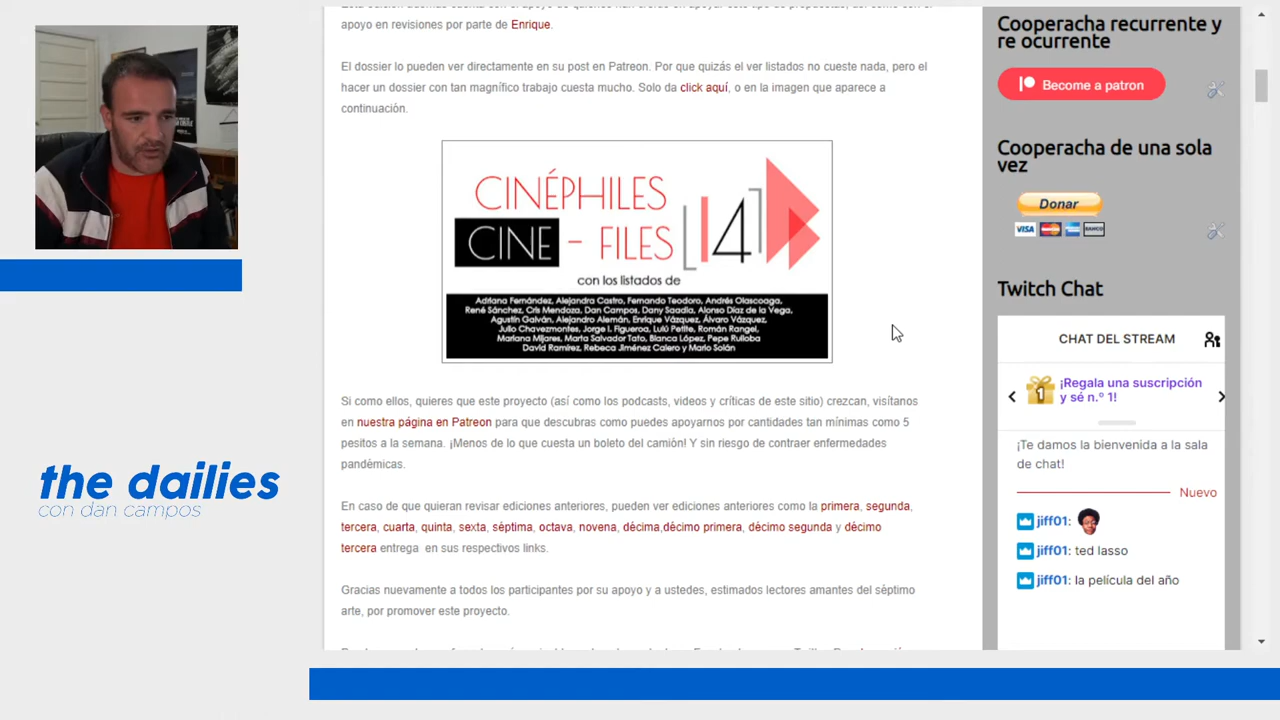 apoyo en revisiones por parte de Enrique.
El dossier lo pueden ver directamente en su post en Patreon. Por que quizás el ver listados no cueste nada, pero el
hacer un dossier con tan magnífico trabajo cuesta mucho. Solo da click aquí, o en la imagen que aparece a
continuación.
CINÉPHILES
CINE - FILES [14]
con los listados de
Adriana Fernández, Alejandra Castro, Fernando Teodoro, Andrés Olascoaga,
René Sánchez, Cris Mendoza, Dan Campos, Dany Saadia, Alonso Díaz de la Vega,
Agustín Galván, Alejandro Alemán, Enrique Vázquez, Álvaro Vázquez,
Julio Chavezmontes, Jorge I. Figueroa, Lulú Petite, Román Rangel,
Mariana Mijares, Marta Salvador Tato, Blanca López, Pepe Ruiloba
David Ramírez, Rebeca Jiménez Calero y Mario Solán
Si como ellos, quieres que este proyecto (así como los podcasts, videos y críticas de este sitio) crezcan, visítanos
en nuestra página en Patreon para que descubras como puedes apoyarnos por cantidades tan mínimas como 5
pesitos a la semana. ¡Menos de lo que cuesta un boleto del camión! Y sin riesgo de contraer enfermedades
pandémicas.
En caso de que quieran revisar ediciones anteriores, pueden ver ediciones anteriores como la primera, segunda,
tercera, cuarta, quinta, sexta, séptima, octava, novena, décima,décimo primera, décimo segunda y décimo
tercera entrega en sus respectivos links.
Gracias nuevamente a todos los participantes por su apoyo y a ustedes, estimados lectores amantes del séptimo
arte, por promover este proyecto.
Cooperacha recurrente y
re ocurrente
Become a patron
Cooperacha de una sola
vez
Donar
VISA
BANCO
Twitch Chat
CHAT DEL STREAM
1
¡Regala una suscripción
y sé n.º 1!
¡Te damos la bienvenida a la sala
de chat!
Nuevo
jiff01:
jiff01: ted lasso
jiff01: la película del año
the dailies
con dan campos